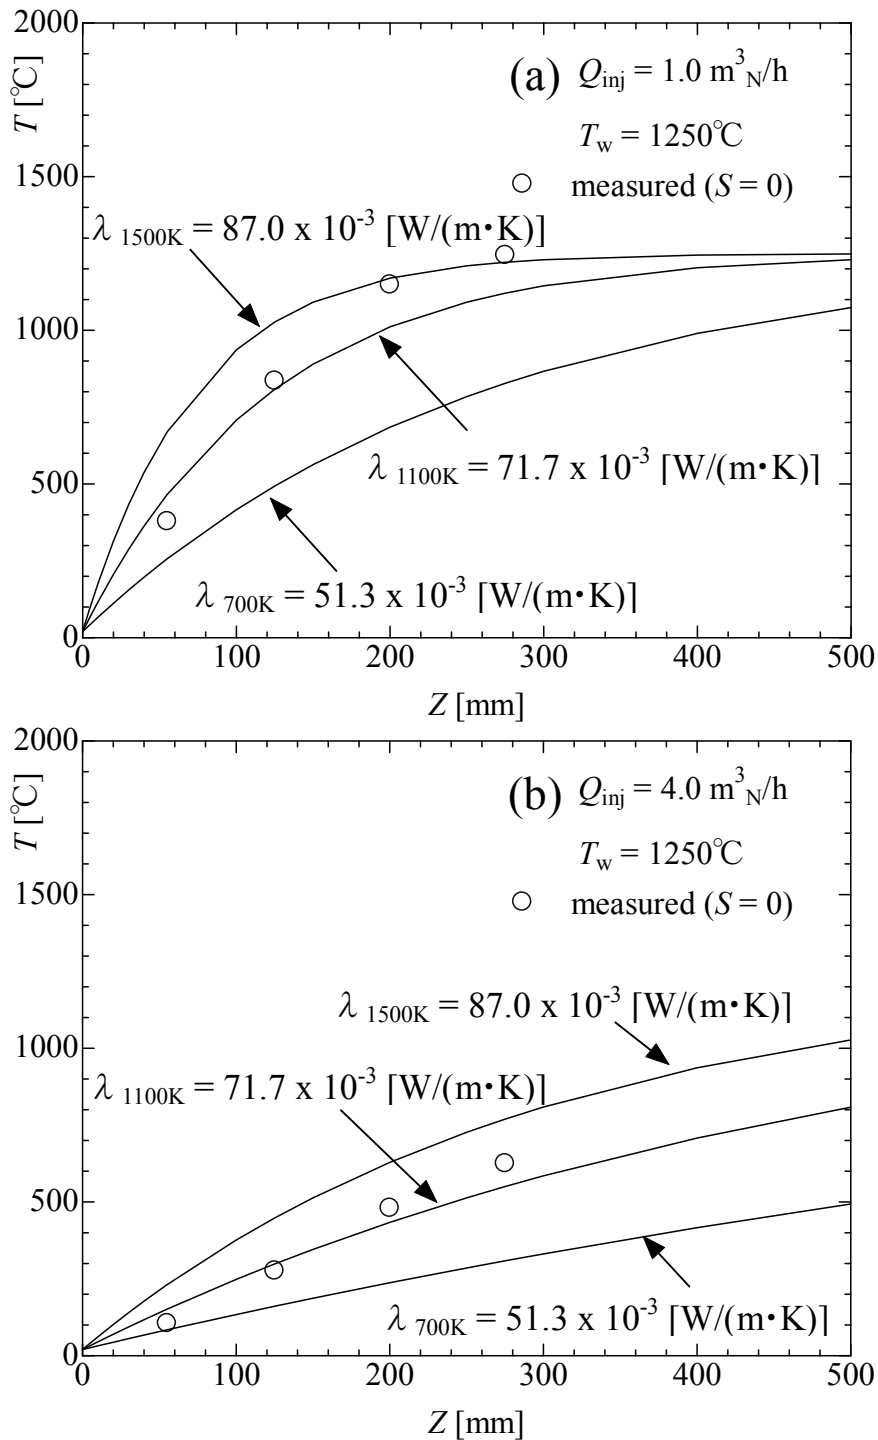 2000
(a) Qinj = 1.0 m³N/h
T [℃]
Tw = 1250℃
1500
measured (S = 0)
λ 1500K = 87.0 x 10⁻³ [W/(m・K)]
1000
λ 1100K = 71.7 x 10⁻³ [W/(m・K)]
500
λ 700K = 51.3 x 10⁻³ [W/(m・K)]
0
0 100 200 300 400 500
Z [mm]
2000
(b) Qinj = 4.0 m³N/h
T [℃]
Tw = 1250℃
1500
measured (S = 0)
λ 1500K = 87.0 x 10⁻³ [W/(m・K)]
1000
λ 1100K = 71.7 x 10⁻³ [W/(m・K)]
500
λ 700K = 51.3 x 10⁻³ [W/(m・K)]
0
0 100 200 300 400 500
Z [mm]